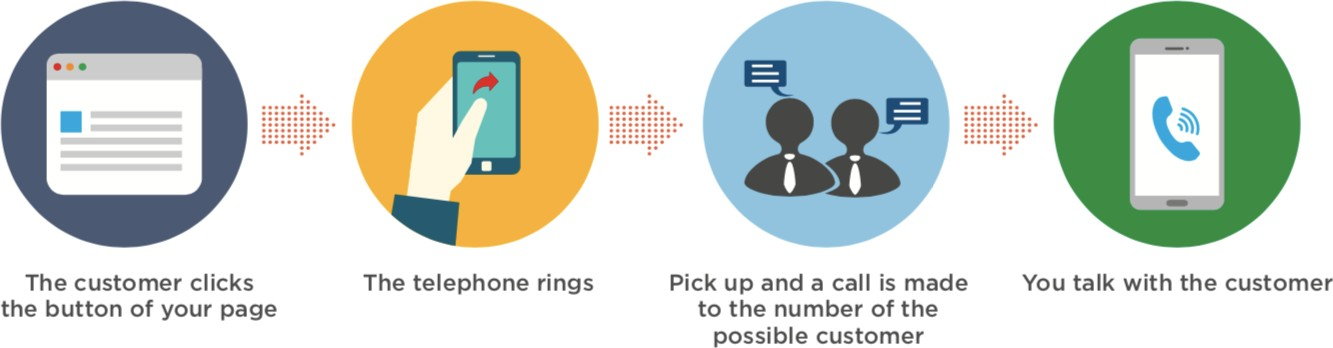 The customer clicks
the button of your page
The telephone rings
Pick up and a call is made
to the number of the
possible customer
You talk with the customer